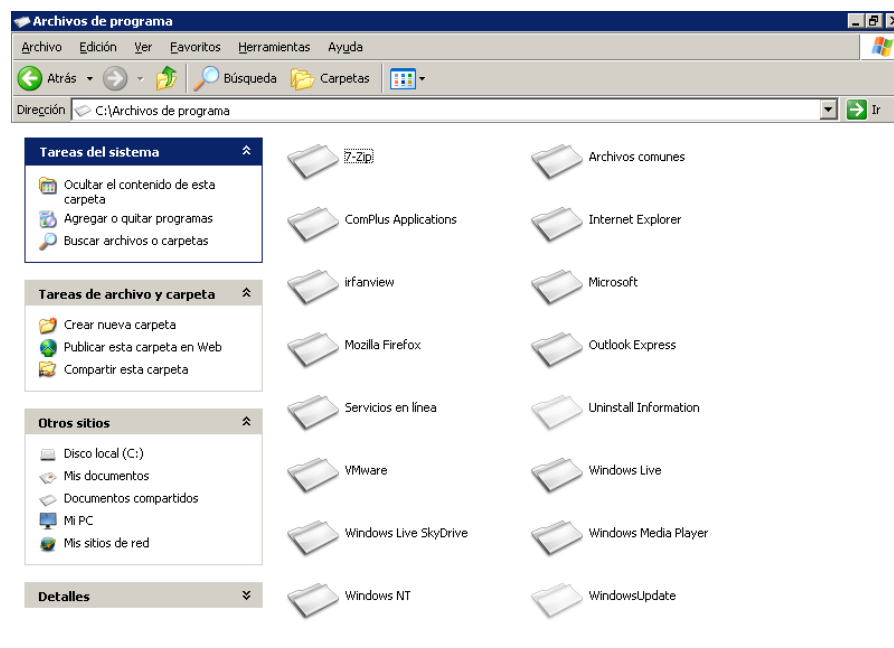 Archivos de programa
Archivo Edición Ver Favoritos Herramientas Ayuda
Atrás Búsqueda Carpetas
Dirección C:\Archivos de programa Ir
Tareas del sistema
Ocultar el contenido de esta
carpeta
Agregar o quitar programas
Buscar archivos o carpetas
Tareas de archivo y carpeta
Crear nueva carpeta
Publicar esta carpeta en Web
Compartir esta carpeta
Otros sitios
Disco local (C:)
Mis documentos
Documentos compartidos
Mi PC
Mis sitios de red
Detalles
7-Zip Archivos comunes
ComPlus Applications Internet Explorer
irfanview Microsoft
Mozilla Firefox Outlook Express
Servicios en línea Uninstall Information
VMware Windows Live
Windows Live SkyDrive Windows Media Player
Windows NT WindowsUpdate